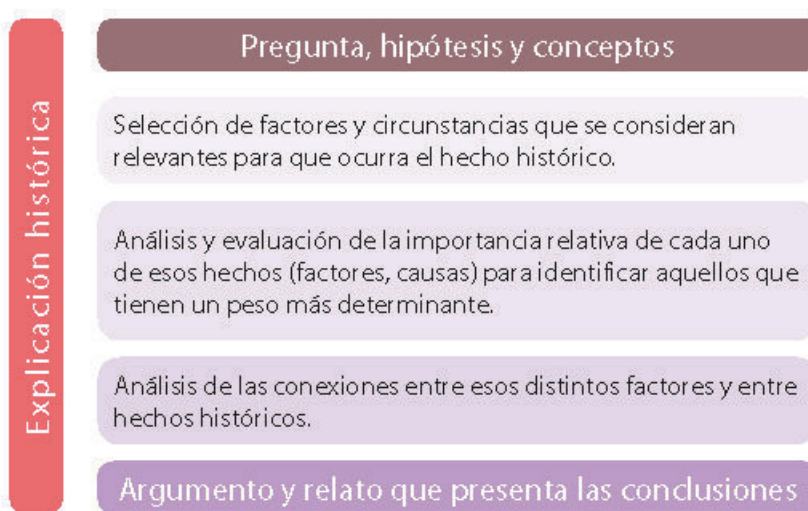 Explicación histórica
Pregunta, hipótesis y conceptos
Selección de factores y circunstancias que se consideran
relevantes para que ocurra el hecho histórico.
Análisis y evaluación de la importancia relativa de cada uno
de esos hechos (factores, causas) para identificar aquellos que
tienen un peso más determinante.
Análisis de las conexiones entre esos distintos factores y entre
hechos históricos.
Argumento y relato que presenta las conclusiones